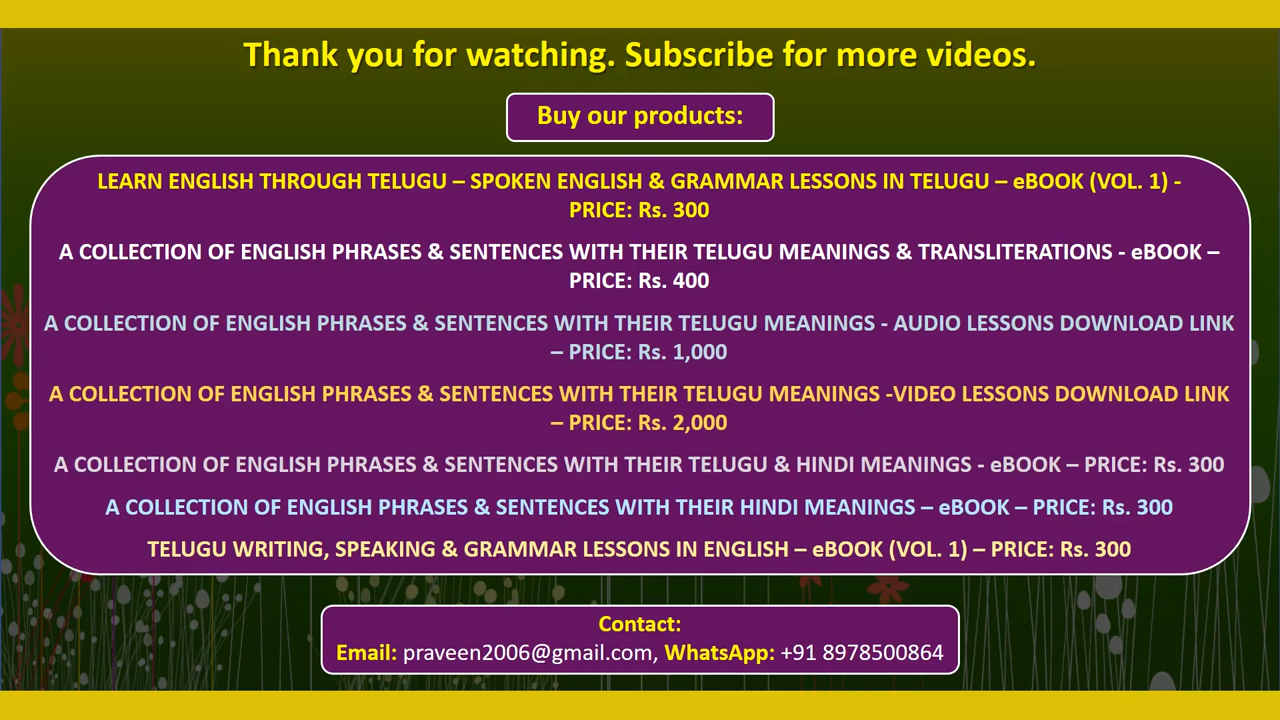 Thank you for watching. Subscribe for more videos.
Buy our products:
LEARN ENGLISH THROUGH TELUGU – SPOKEN ENGLISH & GRAMMAR LESSONS IN TELUGU – eBOOK (VOL. 1) -
PRICE: Rs. 300
A COLLECTION OF ENGLISH PHRASES & SENTENCES WITH THEIR TELUGU MEANINGS & TRANSLITERATIONS - eBOOK –
PRICE: Rs. 400
A COLLECTION OF ENGLISH PHRASES & SENTENCES WITH THEIR TELUGU MEANINGS - AUDIO LESSONS DOWNLOAD LINK
– PRICE: Rs. 1,000
A COLLECTION OF ENGLISH PHRASES & SENTENCES WITH THEIR TELUGU MEANINGS -VIDEO LESSONS DOWNLOAD LINK
– PRICE: Rs. 2,000
A COLLECTION OF ENGLISH PHRASES & SENTENCES WITH THEIR TELUGU & HINDI MEANINGS - eBOOK – PRICE: Rs. 300
A COLLECTION OF ENGLISH PHRASES & SENTENCES WITH THEIR HINDI MEANINGS – eBOOK – PRICE: Rs. 300
TELUGU WRITING, SPEAKING & GRAMMAR LESSONS IN ENGLISH – eBOOK (VOL. 1) – PRICE: Rs. 300
Contact:
Email: praveen2006@gmail.com, WhatsApp: +91 8978500864